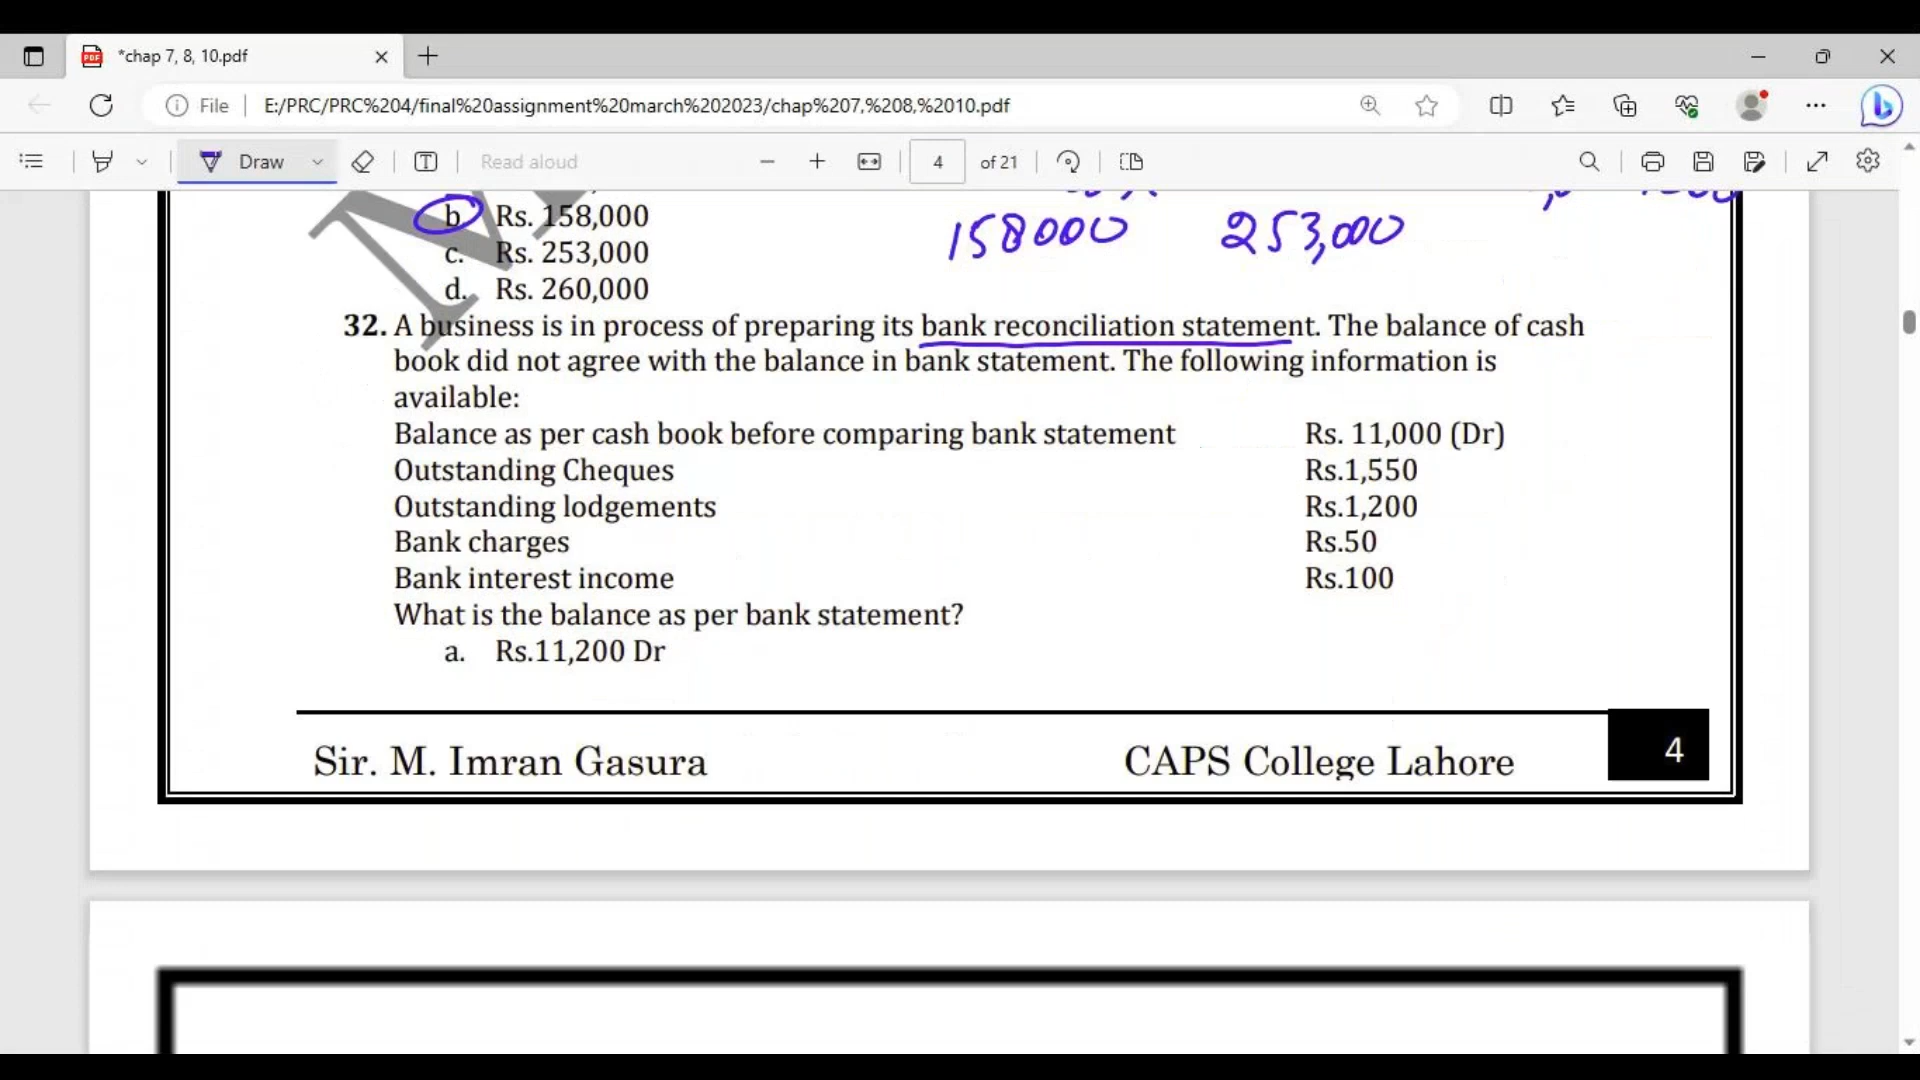 *chap 7, 8, 10.pdf
File E:/PRC/PRC%204/final%20assignment%20march%202023/chap%207,%208,%2010.pdf
Draw Read aloud 4 of 21
b. Rs. 158,000 158000 253,000
c. Rs. 253,000
d. Rs. 260,000
32. A business is in process of preparing its bank reconciliation statement. The balance of cash
book did not agree with the balance in bank statement. The following information is
available:
Balance as per cash book before comparing bank statement Rs. 11,000 (Dr)
Outstanding Cheques Rs.1,550
Outstanding lodgements Rs.1,200
Bank charges Rs.50
Bank interest income Rs.100
What is the balance as per bank statement?
a. Rs.11,200 Dr
Sir. M. Imran Gasura CAPS College Lahore 4